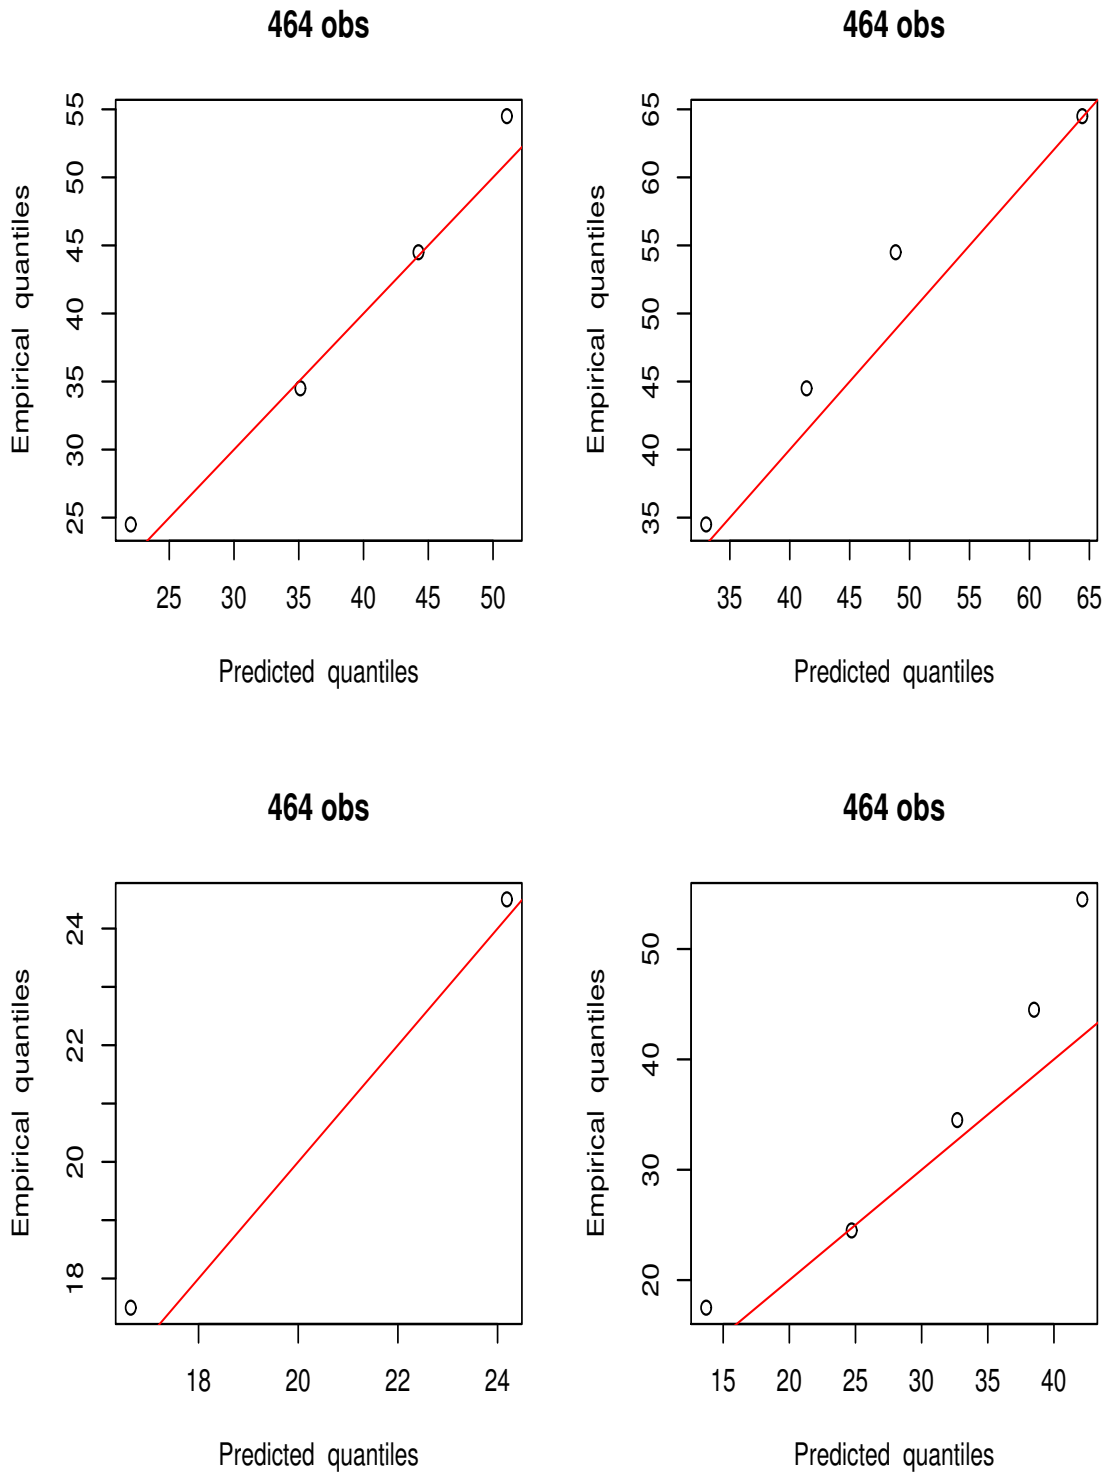 464 obs
464 obs
Empirical quantiles
55
50
45
40
35
30
25
25 30 35 40 45 50
Predicted quantiles
Empirical quantiles
65
60
55
50
45
40
35
35 40 45 50 55 60 65
Predicted quantiles
464 obs
464 obs
Empirical quantiles
24
22
20
18
18 20 22 24
Predicted quantiles
Empirical quantiles
50
40
30
20
15 20 25 30 35 40
Predicted quantiles